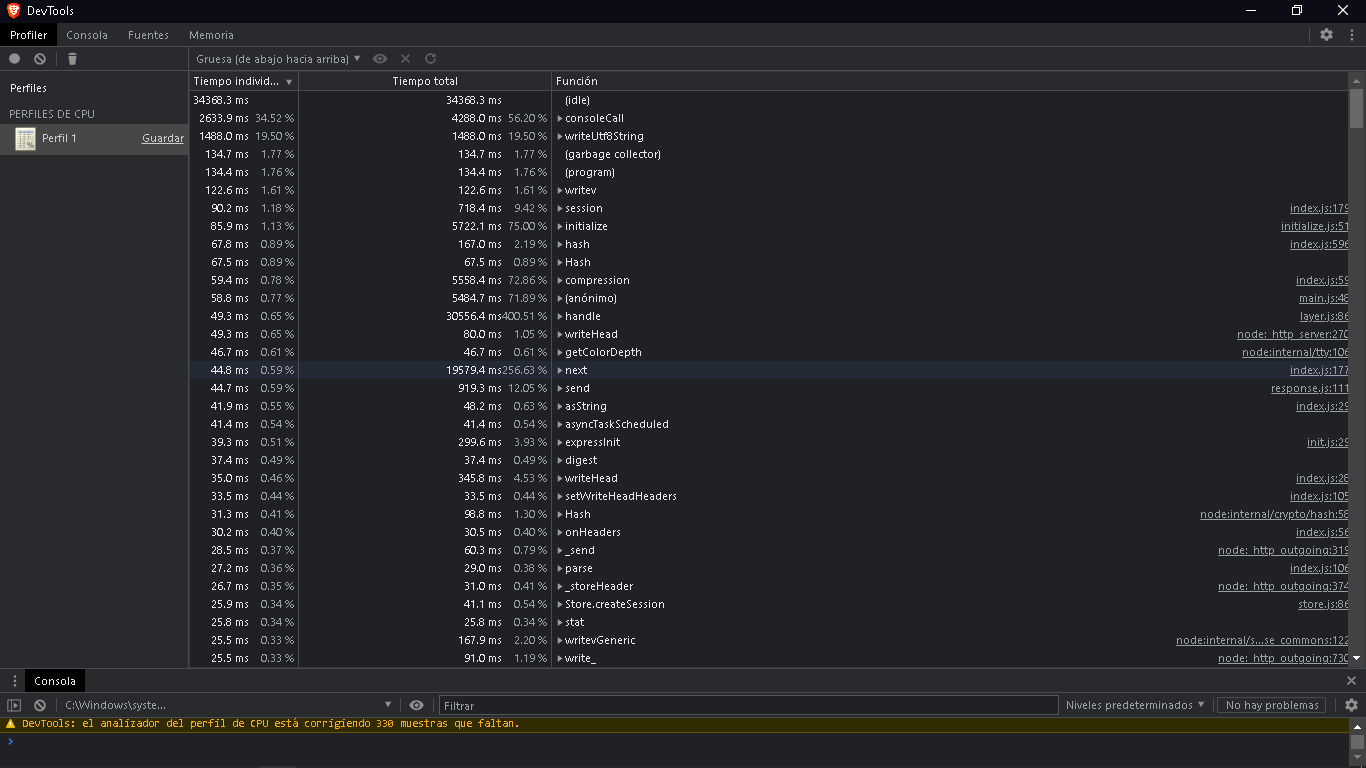 DevTools
Profiler Consola Fuentes Memoria
Gruesa (de abajo hacia arriba)
Perfiles
PERFILES DE CPU
Perfil 1 Guardar
Tiempo individ... Tiempo total Función
34368.3 ms 34368.3 ms (idle)
2633.9 ms 34.52 % 4288.0 ms 56.20 % consoleCall
1488.0 ms 19.50 % 1488.0 ms 19.50 % writeUtf8String
134.7 ms 1.77 % 134.7 ms 1.77 % (garbage collector)
134.4 ms 1.76 % 134.4 ms 1.76 % (program)
122.6 ms 1.61 % 122.6 ms 1.61 % writev
90.2 ms 1.18 % 718.4 ms 9.42 % session index.js:179
85.9 ms 1.13 % 5722.1 ms 75.00 % initialize initialize.js:51
67.8 ms 0.89 % 167.0 ms 2.19 % hash index.js:596
67.5 ms 0.89 % 67.5 ms 0.89 % Hash
59.4 ms 0.78 % 5558.4 ms 72.86 % compression index.js:59
58.8 ms 0.77 % 5484.7 ms 71.89 % (anónimo) main.js:48
49.3 ms 0.65 % 30556.4 ms 400.51 % handle layer.js:86
49.3 ms 0.65 % 80.0 ms 1.05 % writeHead node:_http_server:270
46.7 ms 0.61 % 46.7 ms 0.61 % getColorDepth node:internal/tty:106
44.8 ms 0.59 % 19579.4 ms 256.63 % next index.js:177
44.7 ms 0.59 % 919.3 ms 12.05 % send response.js:111
41.9 ms 0.55 % 48.2 ms 0.63 % asString index.js:29
41.4 ms 0.54 % 41.4 ms 0.54 % asyncTaskScheduled
39.3 ms 0.51 % 299.6 ms 3.93 % expressInit init.js:29
37.4 ms 0.49 % 37.4 ms 0.49 % digest
35.0 ms 0.46 % 345.8 ms 4.53 % writeHead index.js:28
33.5 ms 0.44 % 33.5 ms 0.44 % setWriteHeadHeaders index.js:105
31.3 ms 0.41 % 98.8 ms 1.30 % Hash node:internal/crypto/hash:58
30.2 ms 0.40 % 30.5 ms 0.40 % onHeaders index.js:56
28.5 ms 0.37 % 60.3 ms 0.79 % _send node:_http_outgoing:319
27.2 ms 0.36 % 29.0 ms 0.38 % parse index.js:106
26.7 ms 0.35 % 31.0 ms 0.41 % _storeHeader node:_http_outgoing:374
25.9 ms 0.34 % 41.1 ms 0.54 % Store.createSession store.js:86
25.8 ms 0.34 % 25.8 ms 0.34 % stat
25.5 ms 0.33 % 167.9 ms 2.20 % writevGeneric node:internal/s...se_commons:122
25.5 ms 0.33 % 91.0 ms 1.19 % write_ node:_http_outgoing:730
Consola
C:\Windows\syste... Filtrar Niveles predeterminados No hay problemas
DevTools: el analizador del perfil de CPU está corrigiendo 330 muestras que faltan.